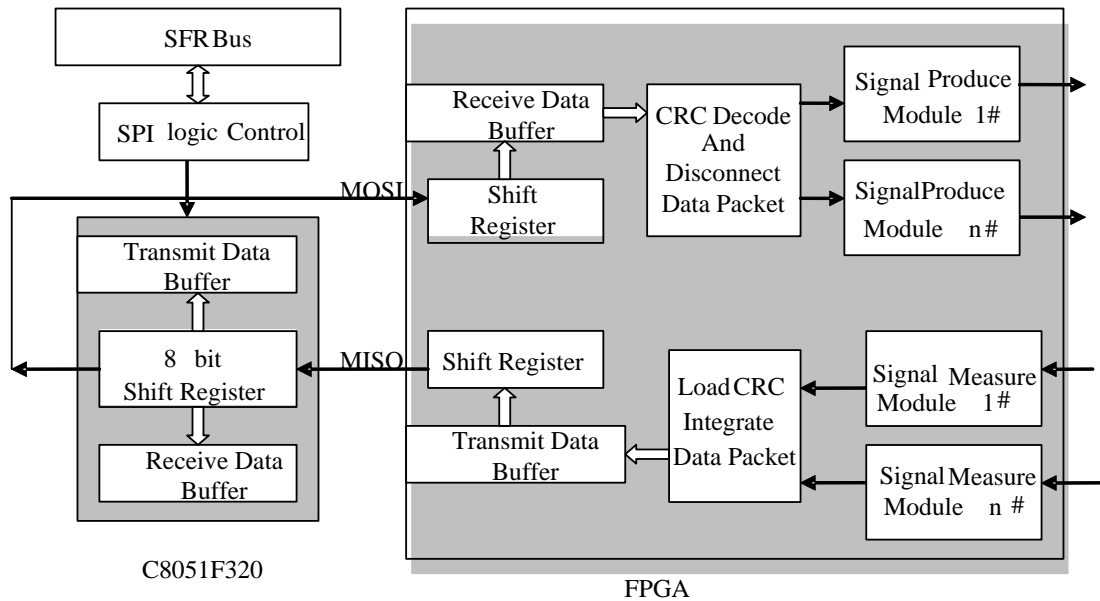 SFR Bus
SPI logic Control
MOSI
Transmit Data
Buffer
8 bit
Shift Register
Receive Data
Buffer
C8051F320
Receive Data
Buffer
Shift
Register
CRC Decode
And
Disconnect
Data Packet
Signal Produce
Module 1#
Signal Produce
Module n#
MISO
Shift Register
Transmit Data
Buffer
Load CRC
Integrate
Data Packet
Signal Measure
Module 1#
Signal Measure
Module n#
FPGA